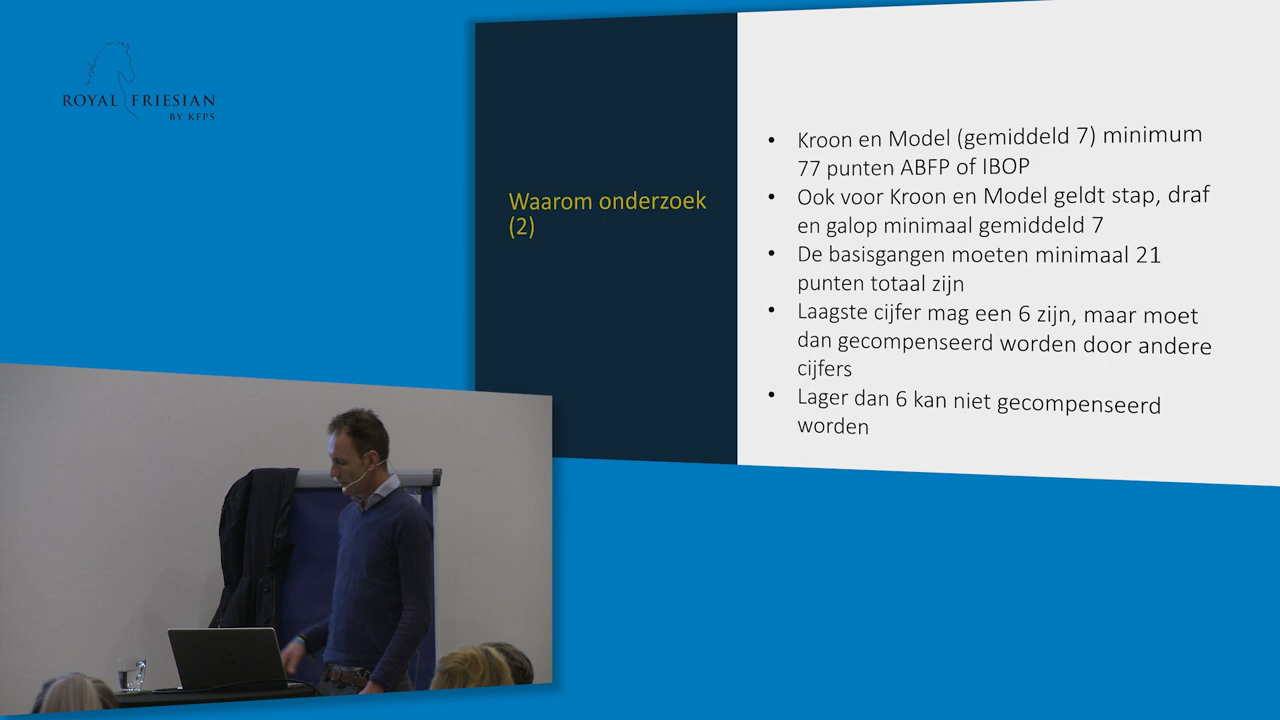 ROYAL FRIESIAN
BY KFPS
Waarom onderzoek
(2)
• Kroon en Model (gemiddeld 7) minimum
77 punten ABFP of IBOP
• Ook voor Kroon en Model geldt stap, draf
en galop minimaal gemiddeld 7
• De basisgangen moeten minimaal 21
punten totaal zijn
• Laagste cijfer mag een 6 zijn, maar moet
dan gecompenseerd worden door andere
cijfers
• Lager dan 6 kan niet gecompenseerd
worden